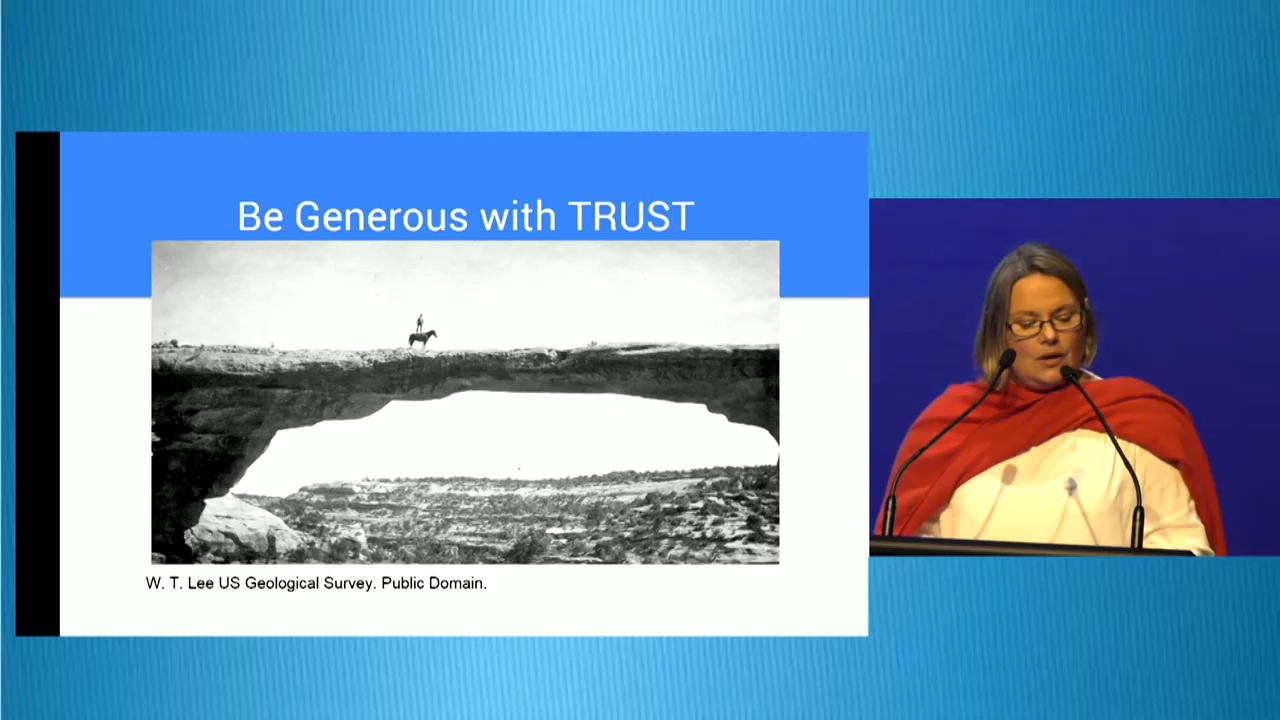 Be Generous with TRUST
W. T. Lee US Geological Survey. Public Domain.